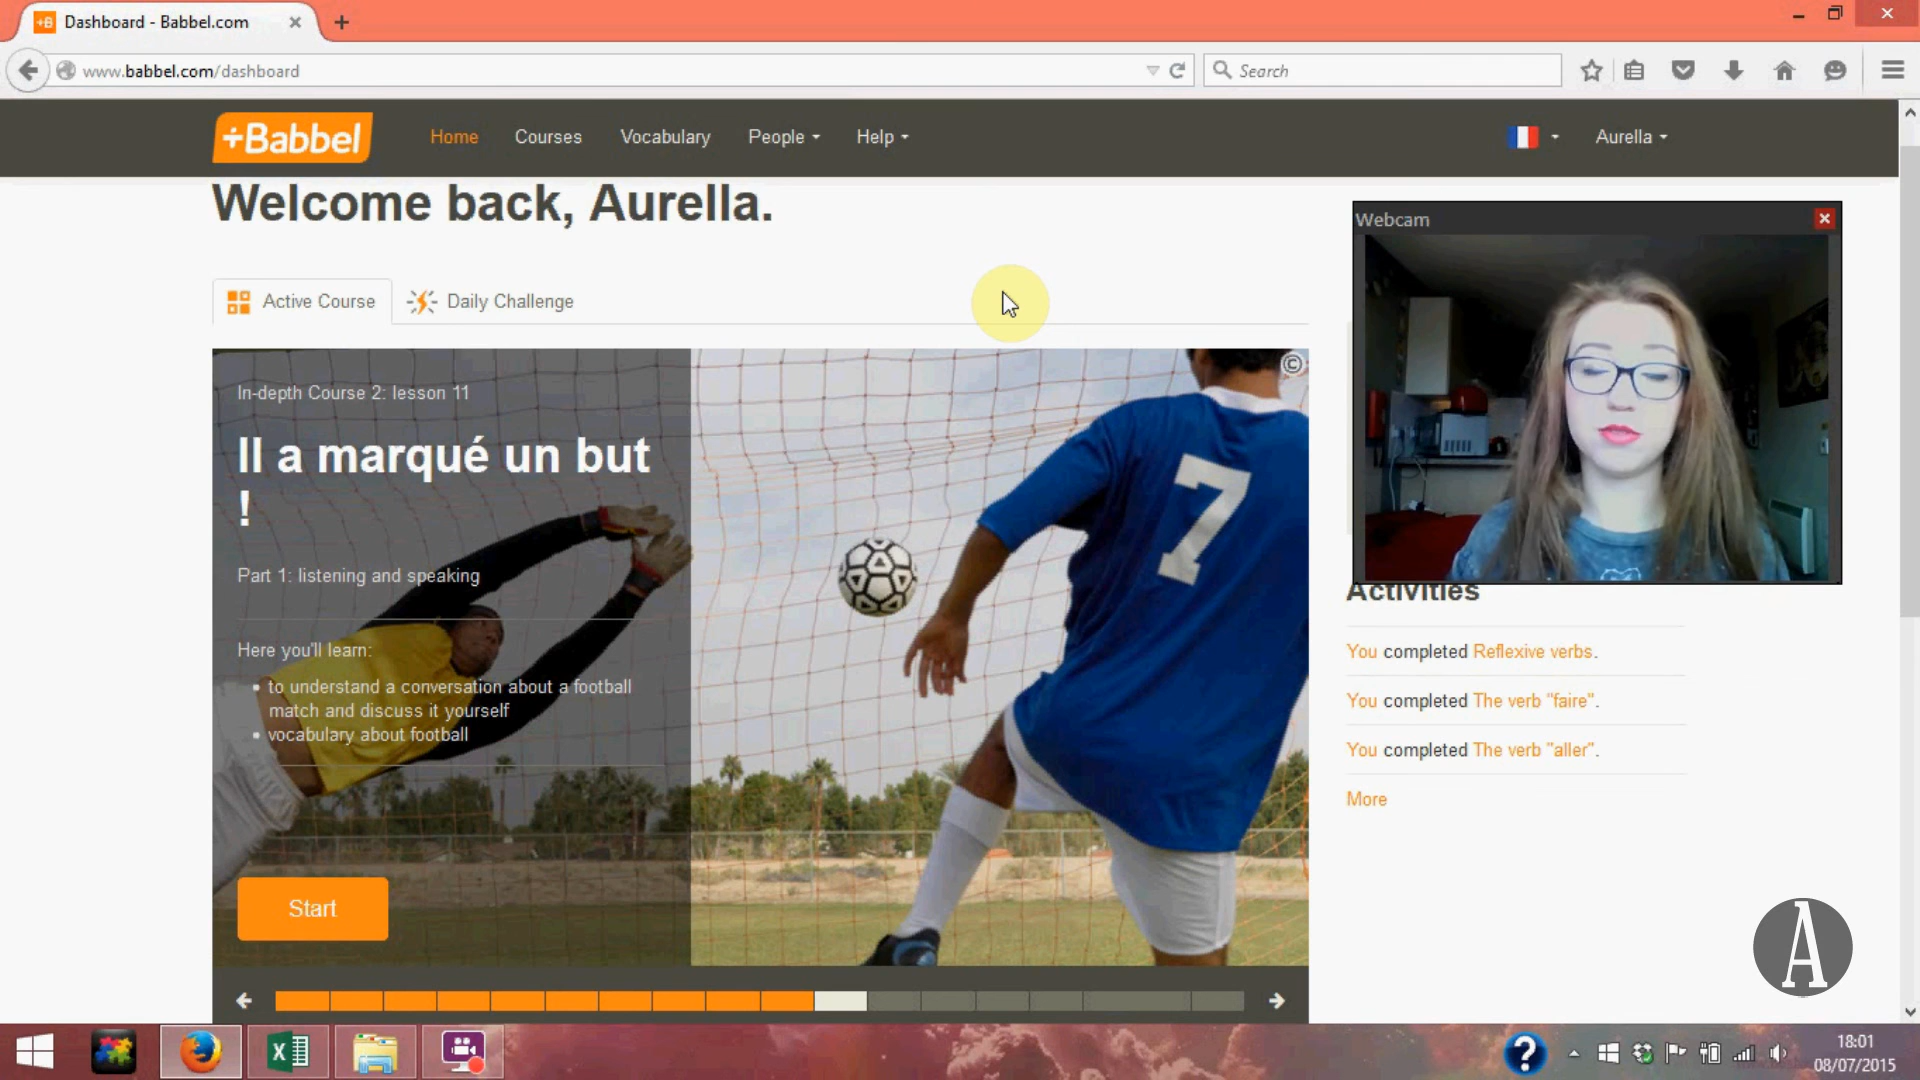 Dashboard - Babbel.com
www.babbel.com/dashboard
Search
+Babbel
Home
Courses
Vocabulary
People
Help
Aurella
Welcome back, Aurella.
Webcam
Active Course
Daily Challenge
©
In-depth Course 2: lesson 11
Il a marqué un but
!
7
Part 1: listening and speaking
Here you'll learn:
• to understand a conversation about a football
match and discuss it yourself
• vocabulary about football
Start
Activities
You completed Reflexive verbs.
You completed The verb "faire".
You completed The verb "aller".
More
A
18:01
08/07/2015